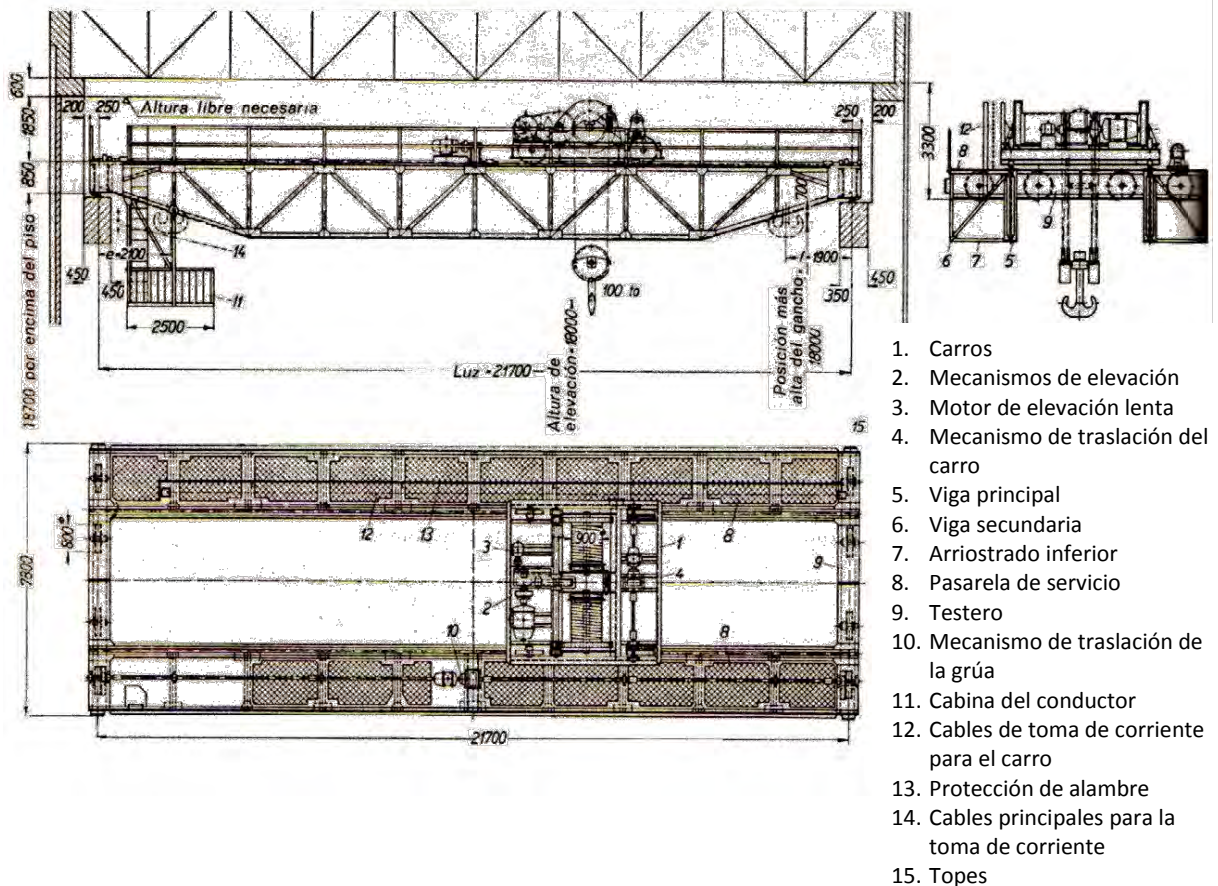 600
200
250
Altura libre necesaria
250
200
1850
850
3300
12
8
14
e=2100
450
450
11
2500
100 to
f=1900
350
450
6
7
5
9
18700 por encima del piso
Luz=21700
Altura de
elevación=18000
Posición más
alta del gancho
18000
15
12
13
3
900
1
8
4
9
2
10
8
21700
1. Carros
2. Mecanismos de elevación
3. Motor de elevación lenta
4. Mecanismo de traslación del
carro
5. Viga principal
6. Viga secundaria
7. Arriostrado inferior
8. Pasarela de servicio
9. Testero
10. Mecanismo de traslación de
la grúa
11. Cabina del conductor
12. Cables de toma de corriente
para el carro
13. Protección de alambre
14. Cables principales para la
toma de corriente
15. Topes